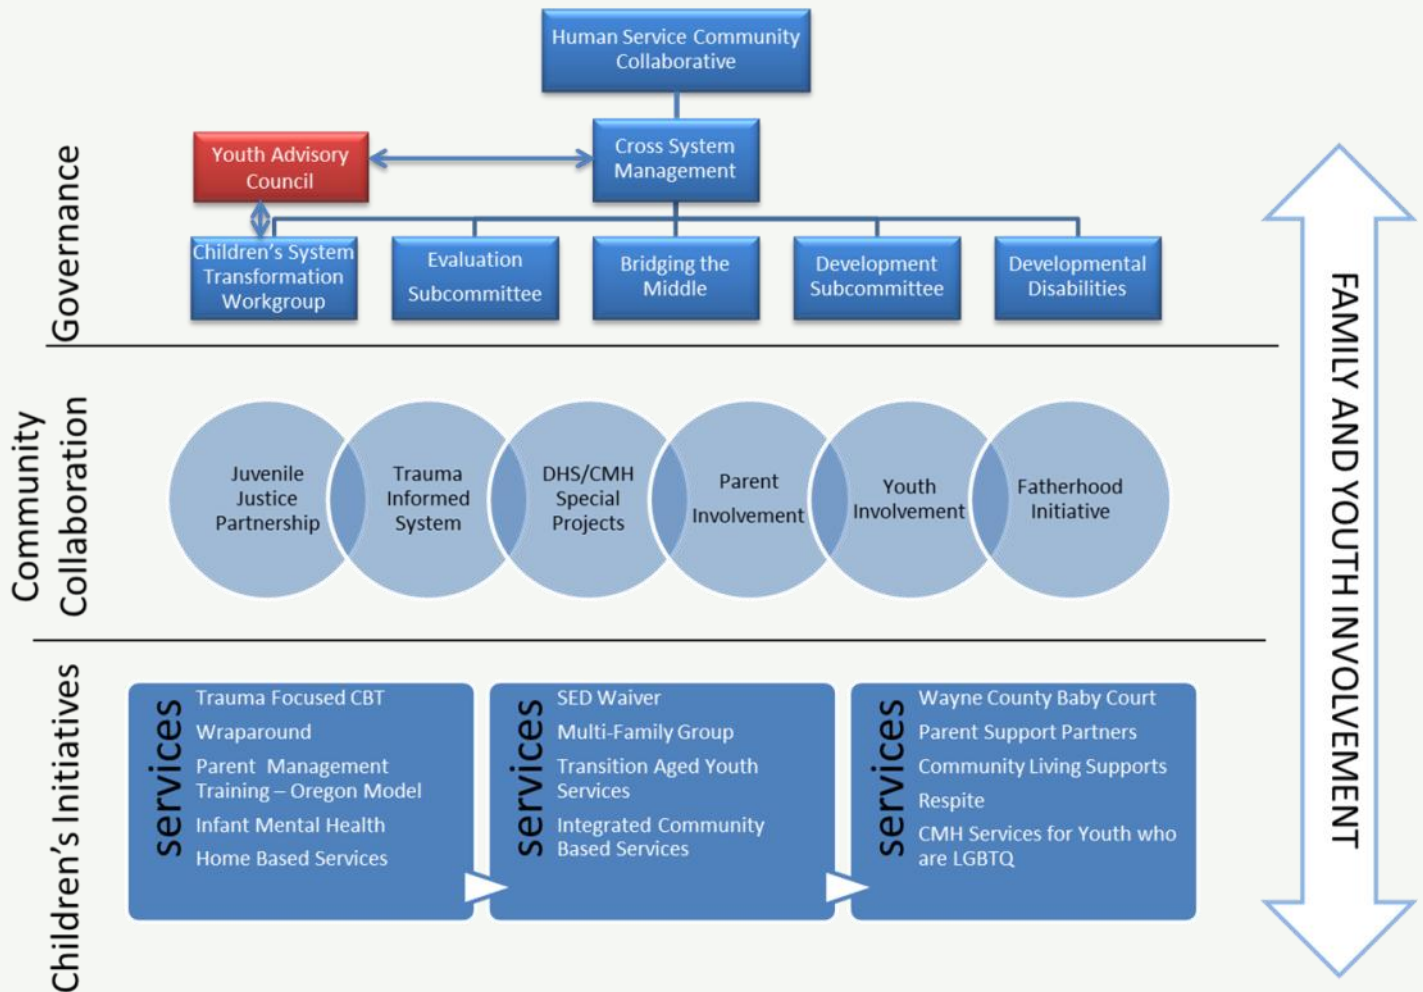 Human Service Community
Collaborative
Youth Advisory
Council
Cross System
Management
Governance
Children’s System
Transformation
Workgroup
Evaluation
Subcommittee
Bridging the
Middle
Development
Subcommittee
Developmental
Disabilities
Community
Collaboration
Juvenile
Justice
Partnership
Trauma
Informed
System
DHS/CMH
Special
Projects
Parent
Involvement
Youth
Involvement
Fatherhood
Initiative
Children’s Initiatives
services
Trauma Focused CBT
Wraparound
Parent Management
Training – Oregon Model
Infant Mental Health
Home Based Services
services
SED Waiver
Multi-Family Group
Transition Aged Youth
Services
Integrated Community
Based Services
services
Wayne County Baby Court
Parent Support Partners
Community Living Supports
Respite
CMH Services for Youth who
are LGBTQ
FAMILY AND YOUTH INVOLVEMENT